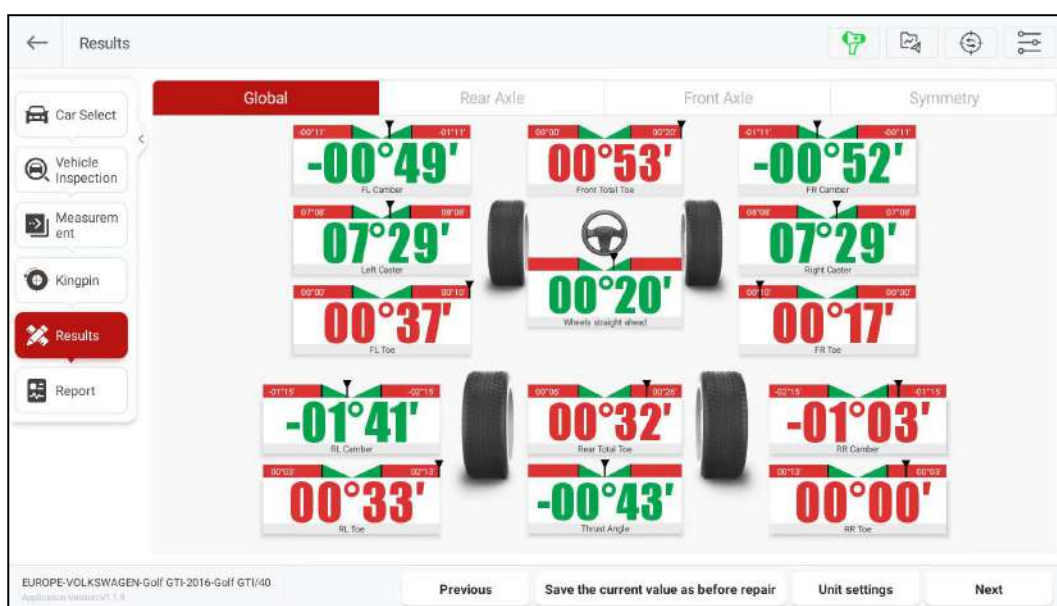 Results
Car Select
Vehicle
Inspection
Measurem
ent
Kingpin
Results
Report
Global
Rear Axle
Front Axle
Symmetry
-00°11' -01°11'
-00°49'
FL Camber
00°00' 00°20'
00°53'
Front Total Toe
-01°11' -00°11'
-00°52'
FR Camber
07°08' 08°08'
07°29'
Left Caster
08°08' 07°08'
07°29'
Right Caster
00°20'
Wheels straight ahead
00°00' 00°10'
00°37'
FL Toe
00°10' 00°00'
00°17'
FR Toe
-01°15' -02°15'
-01°41'
RL Camber
00°06' 00°26'
00°32'
Rear Total Toe
-02°15' -01°15'
-01°03'
RR Camber
00°03' 00°13'
00°33'
RL Toe
-00°43'
Thrust Angle
00°13' 00°03'
00°00'
RR Toe
EUROPE-VOLKSWAGEN-Golf GTI-2016-Golf GTI/40
Application Version:V1.1.8
Previous
Save the current value as before repair
Unit settings
Next